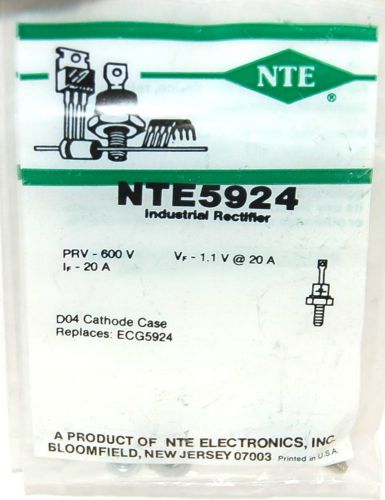 NTE
®
NTE5924
Industrial Rectifier
PRV - 600 V
VF - 1.1 V @ 20 A
IF - 20 A
D04 Cathode Case
Replaces: ECG5924
A PRODUCT OF NTE ELECTRONICS, INC.
BLOOMFIELD, NEW JERSEY 07003 Printed in U.S.A.